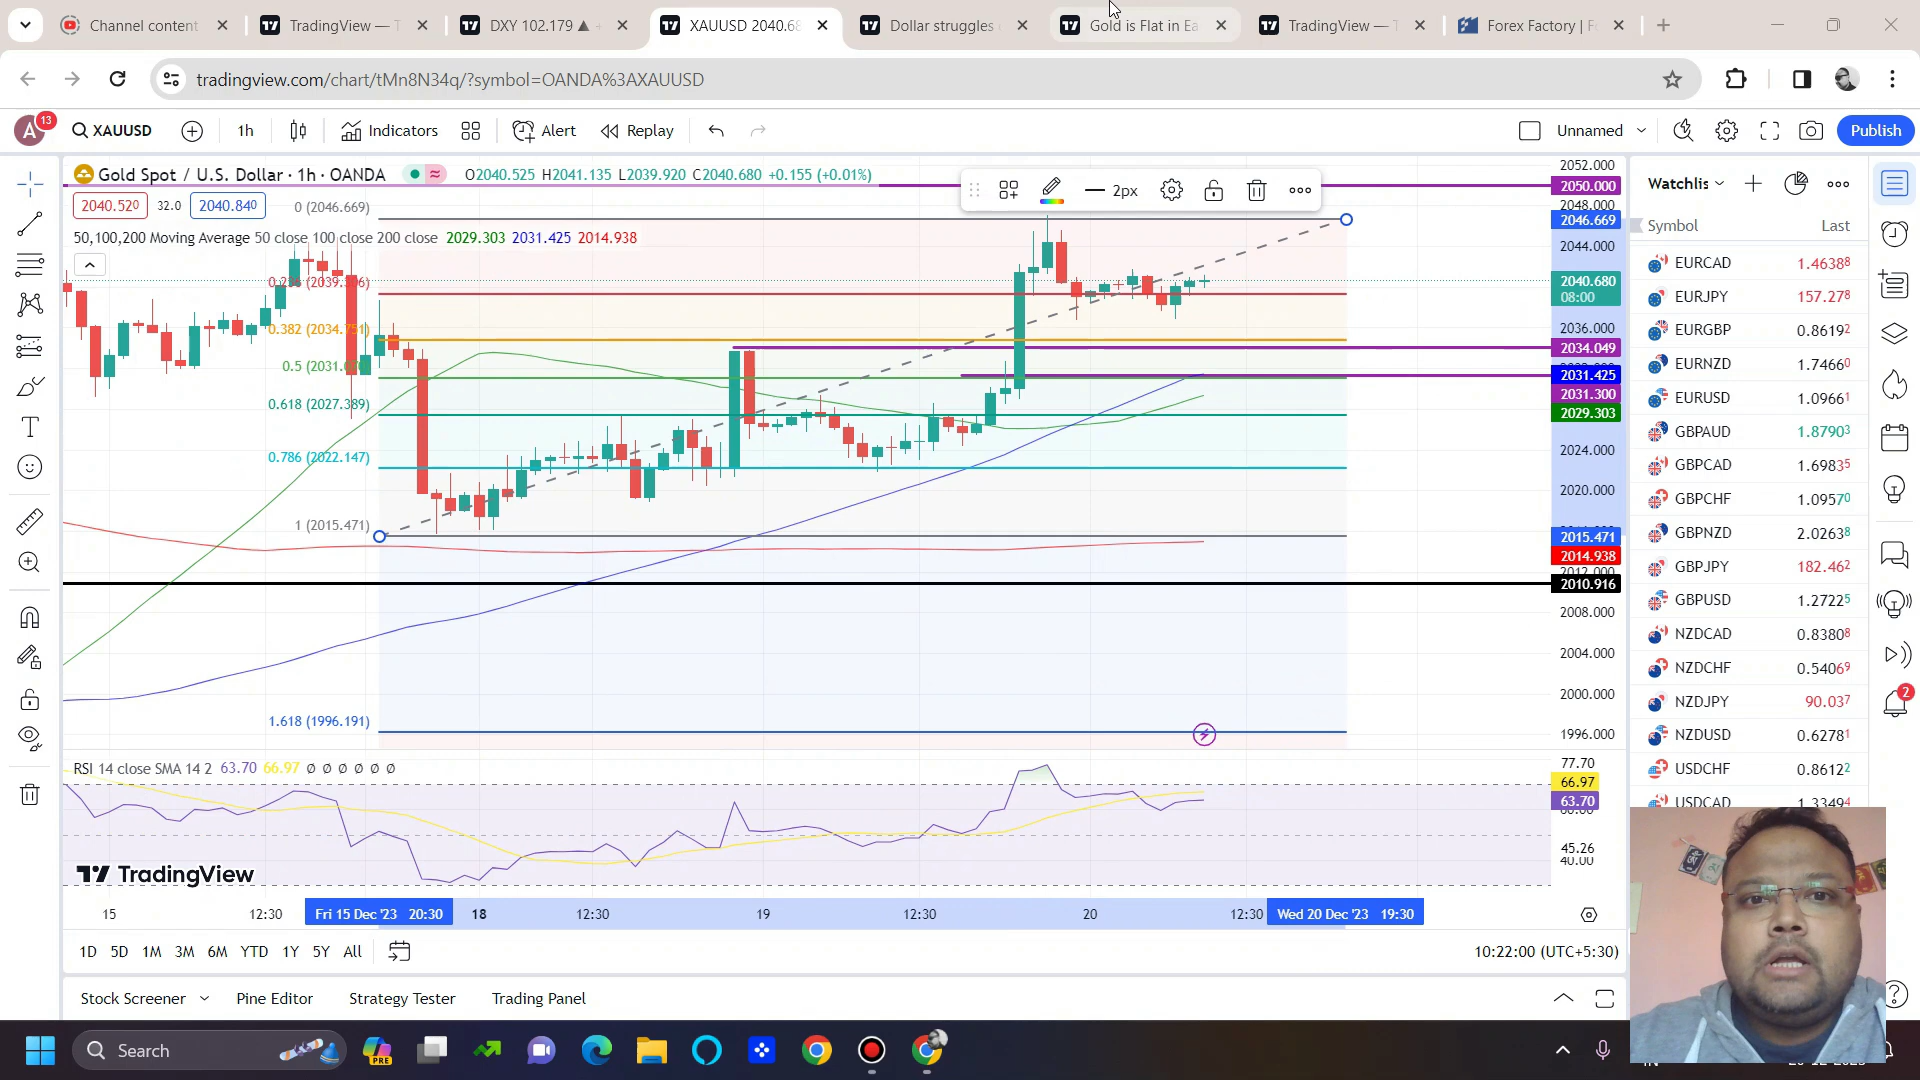 Channel content
TradingView — T
DXY 102.179 ▲ +
XAUUSD 2040.68
Dollar struggles
Gold is Flat in Ea
TradingView — T
Forex Factory | F
tradingview.com/chart/tMn8N34q/?symbol=OANDA%3AXAUUSD
A 13
XAUUSD
1h
Indicators
Alert
Replay
Unnamed
Publish
Gold Spot / U.S. Dollar · 1h · OANDA
O2040.525 H2041.135 L2039.920 C2040.680 +0.155 (+0.01%)
2040.520 32.0 2040.840
50,100,200 Moving Average 50 close 100 close 200 close 2029.303 2031.425 2014.938
2px
0 (2046.669)
0.382 (2034.751)
0.618 (2027.389)
0.786 (2022.147)
1 (2015.471)
1.618 (1996.191)
2052.000
2050.000
2048.000
2046.669
2044.000
2040.680
08:00
2036.000
2034.049
2031.425
2031.300
2029.303
2024.000
2020.000
2015.471
2014.938
2012.000
2010.916
2008.000
2004.000
2000.000
1996.000
RSI 14 close SMA 14 2 63.70 66.97 Ø Ø Ø Ø Ø Ø
77.70
66.97
63.70
60.00
45.26
40.00
TradingView
15
12:30
Fri 15 Dec '23 20:30
18
12:30
19
12:30
20
12:30
Wed 20 Dec '23 19:30
1D 5D 1M 3M 6M YTD 1Y 5Y All
10:22:00 (UTC+5:30)
Stock Screener
Pine Editor
Strategy Tester
Trading Panel
Watchlis
Symbol Last
EURCAD 1.46388
EURJPY 157.278
EURGBP 0.86192
EURNZD 1.74660
EURUSD 1.09661
GBPAUD 1.87903
GBPCAD 1.69835
GBPCHF 1.09570
GBPNZD 2.02638
GBPJPY 182.462
GBPUSD 1.27225
NZDCAD 0.83808
NZDCHF 0.54069
NZDJPY 90.037
NZDUSD 0.62781
USDCHF 0.86122
USDCAD 1.33494
2
Search
PRE